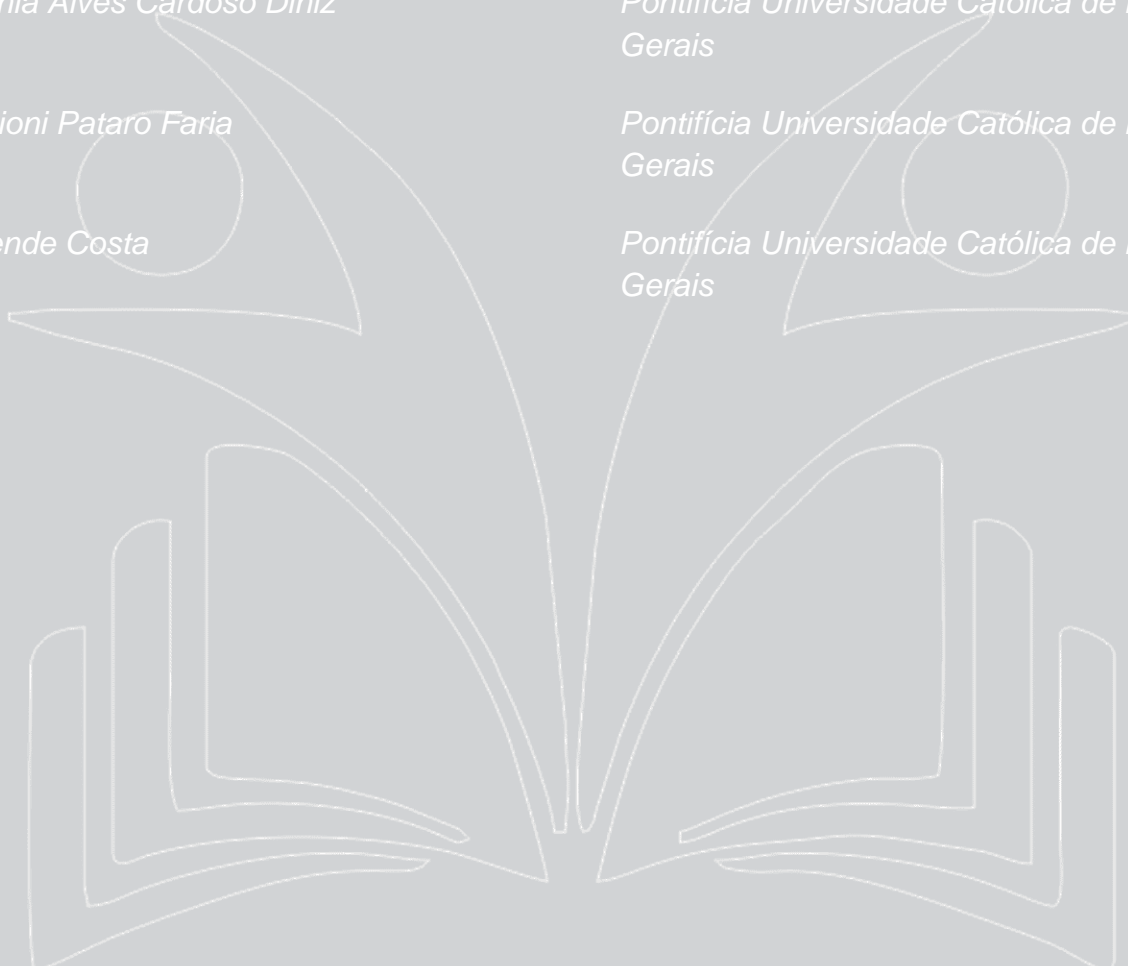 Alves Cardoso Diniz
Pontifícia Universidade Católica de
Gerais
Pataro Faria
Pontifícia Universidade Católica de
Gerais
Costa
Pontifícia Universidade Católica de
Gerais